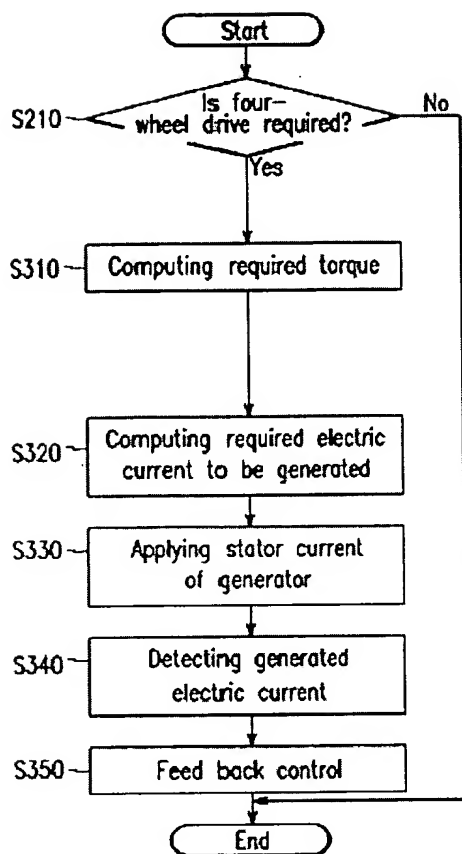 Start
S210
Is four-
wheel drive required?
No
Yes
S310
Computing required torque
S320
Computing required electric
current to be generated
S330
Applying stator current
of generator
S340
Detecting generated
electric current
S350
Feed back control
End